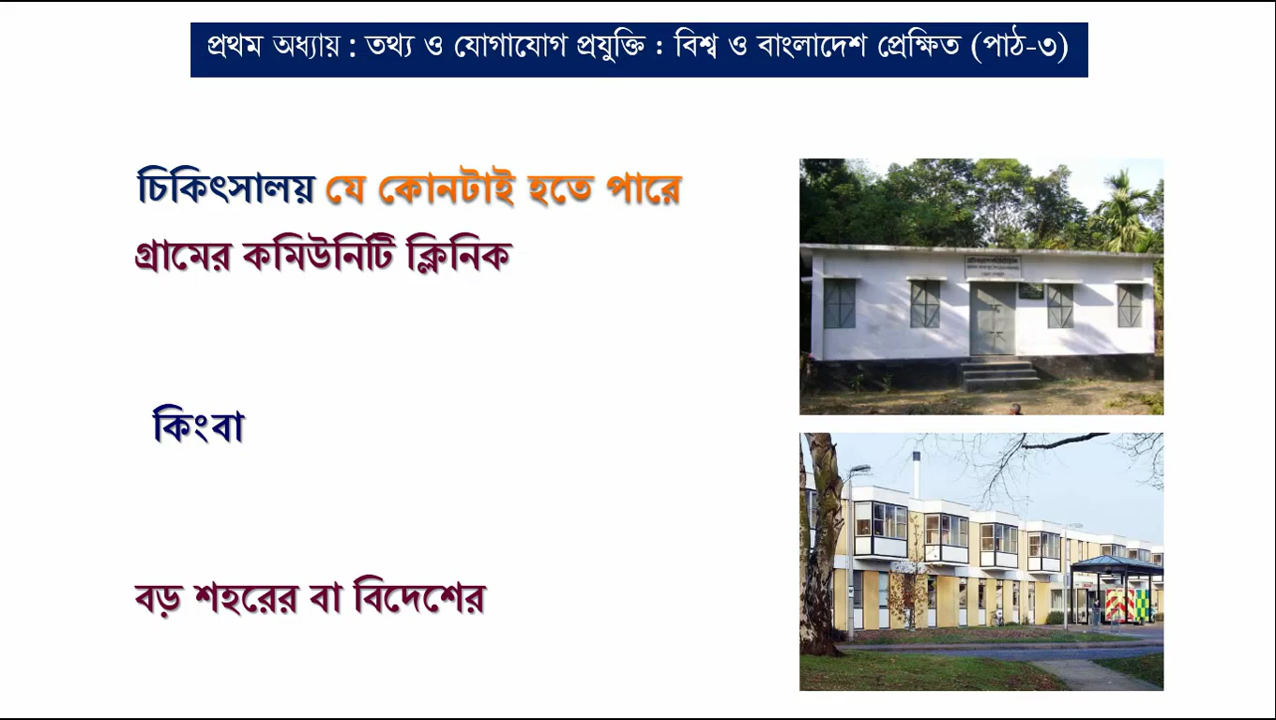 প্রথম অধ্যায় : তথ্য ও যোগাযোগ প্রযুক্তি : বিশ্ব ও বাংলাদেশ প্রেক্ষিত (পাঠ-৩)
চিকিৎসালয় যে কোনটাই হতে পারে
গ্রামের কমিউনিটি ক্লিনিক
কিংবা
বড় শহরের বা বিদেশের